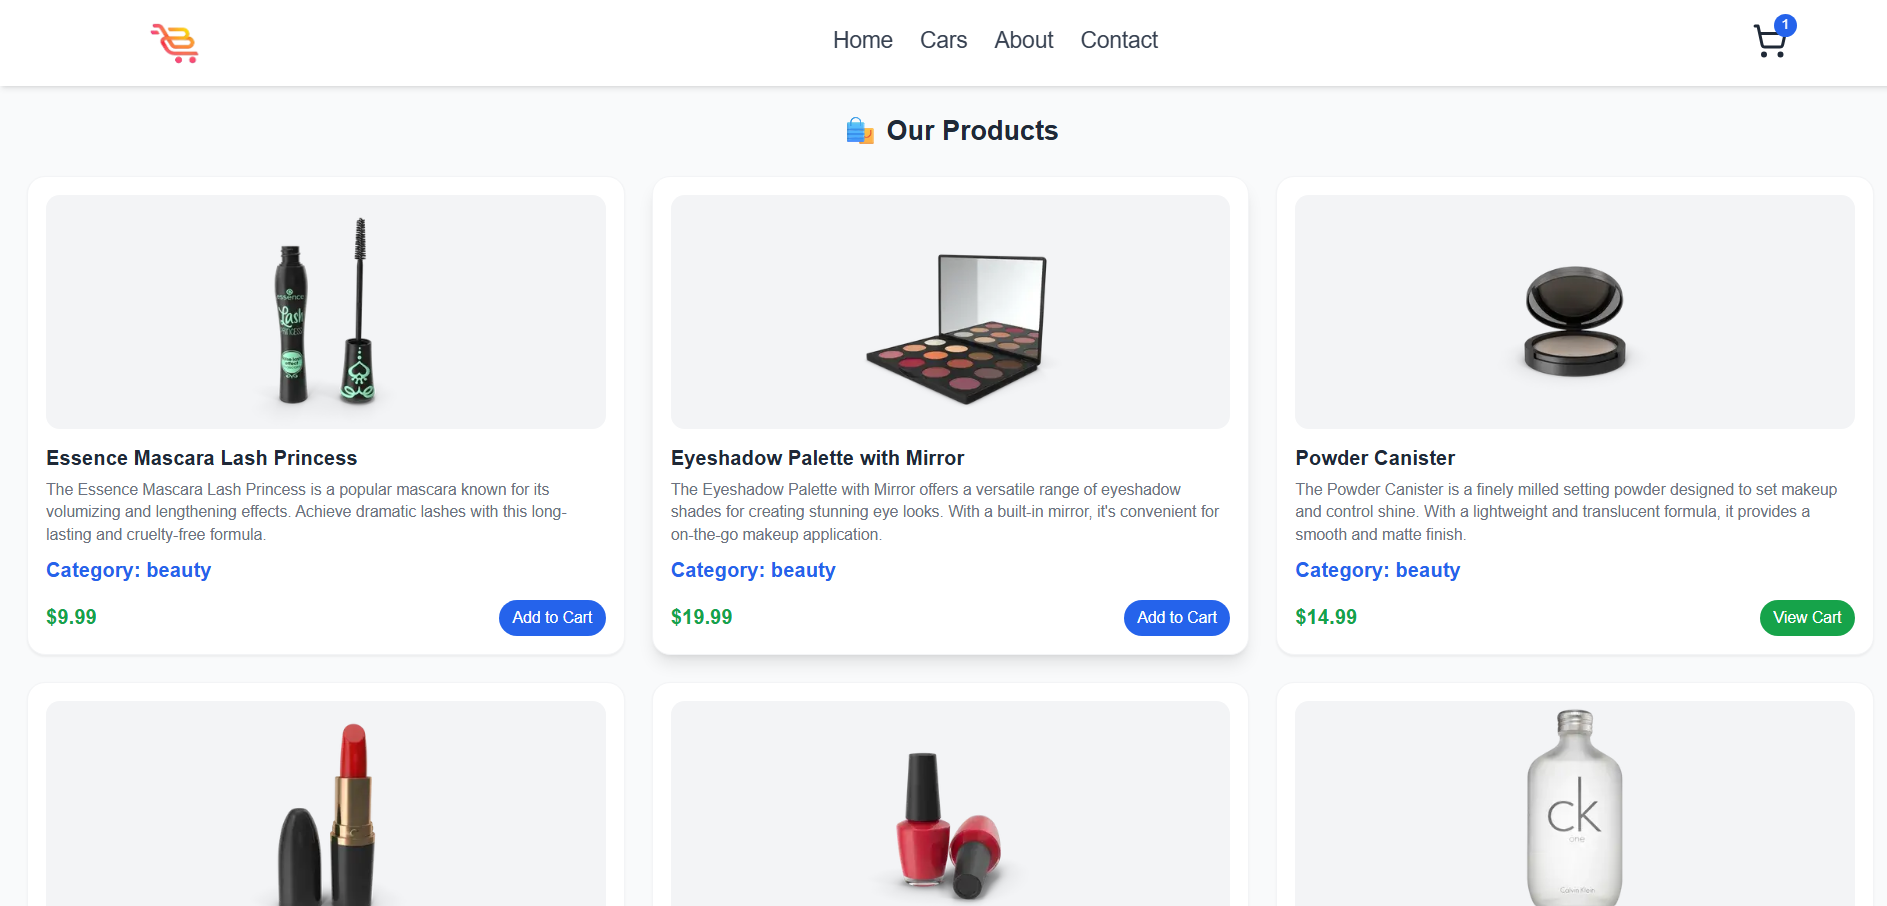 Home Cars About Contact
1
Our Products
essence
Lash
PRINCESS
Essence Mascara Lash Princess
The Essence Mascara Lash Princess is a popular mascara known for its
volumizing and lengthening effects. Achieve dramatic lashes with this long-
lasting and cruelty-free formula.
Category: beauty
$9.99
Add to Cart
Eyeshadow Palette with Mirror
The Eyeshadow Palette with Mirror offers a versatile range of eyeshadow
shades for creating stunning eye looks. With a built-in mirror, it's convenient for
on-the-go makeup application.
Category: beauty
$19.99
Add to Cart
Powder Canister
The Powder Canister is a finely milled setting powder designed to set makeup
and control shine. With a lightweight and translucent formula, it provides a
smooth and matte finish.
Category: beauty
$14.99
View Cart
ck
one
Calvin Klein